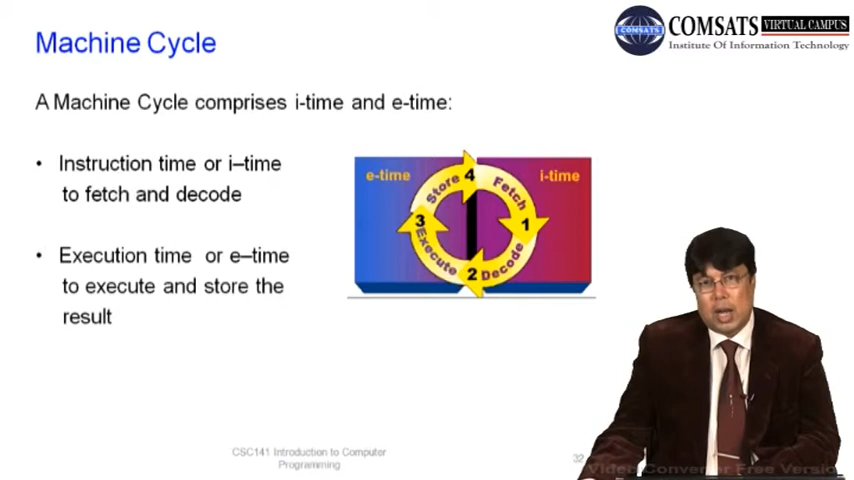 Machine Cycle
COMSATS VIRTUAL CAMPUS
Institute Of Information Technology
COMSATS
A Machine Cycle comprises i-time and e-time:
• Instruction time or i–time
to fetch and decode
• Execution time or e–time
to execute and store the
result
e-time
i-time
Store 4
Fetch
3
1
Execute
2 Decode
CSC141 Introduction to Computer
Programming
32
Video Converter Free Version